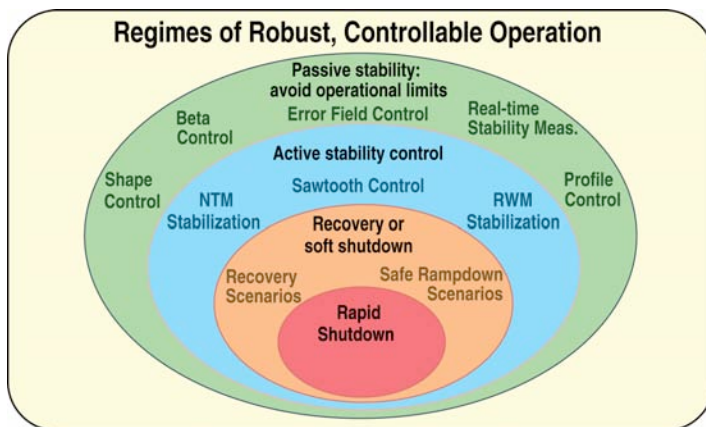 Regimes of Robust, Controllable Operation
Passive stability:
avoid operational limits
Error Field Control
Beta
Control
Real-time
Stability Meas.
Shape
Control
Profile
Control
Active stability control
Sawtooth Control
NTM
Stabilization
RWM
Stabilization
Recovery or
soft shutdown
Recovery
Scenarios
Safe Rampdown
Scenarios
Rapid
Shutdown